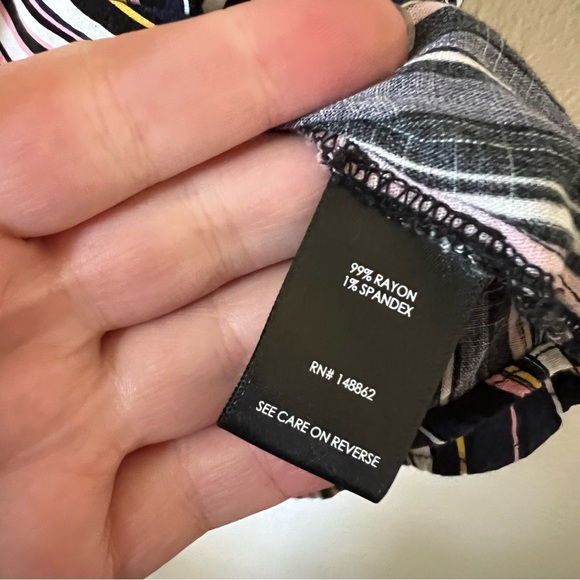 99% RAYON
1% SPANDEX
RN# 148862
SEE CARE ON REVERSE